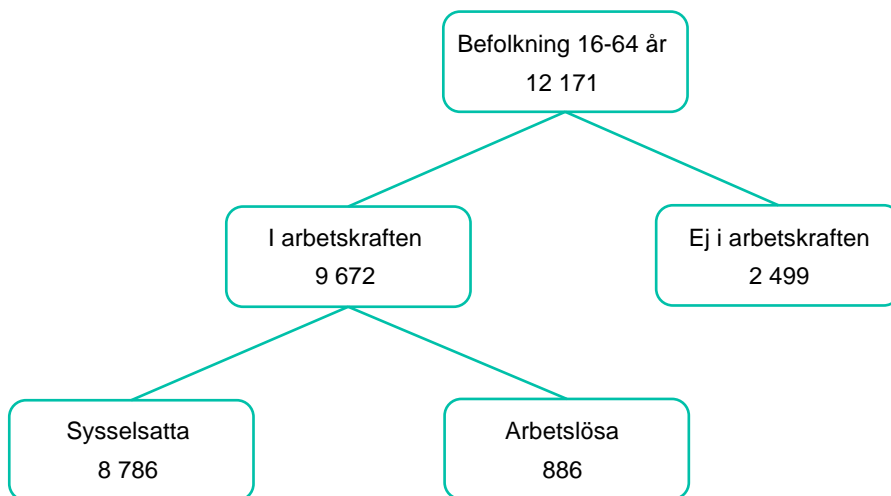 Befolkning 16-64 år
12 171
I arbetskraften
9 672
Ej i arbetskraften
2 499
Sysselsatta
8 786
Arbetslösa
886